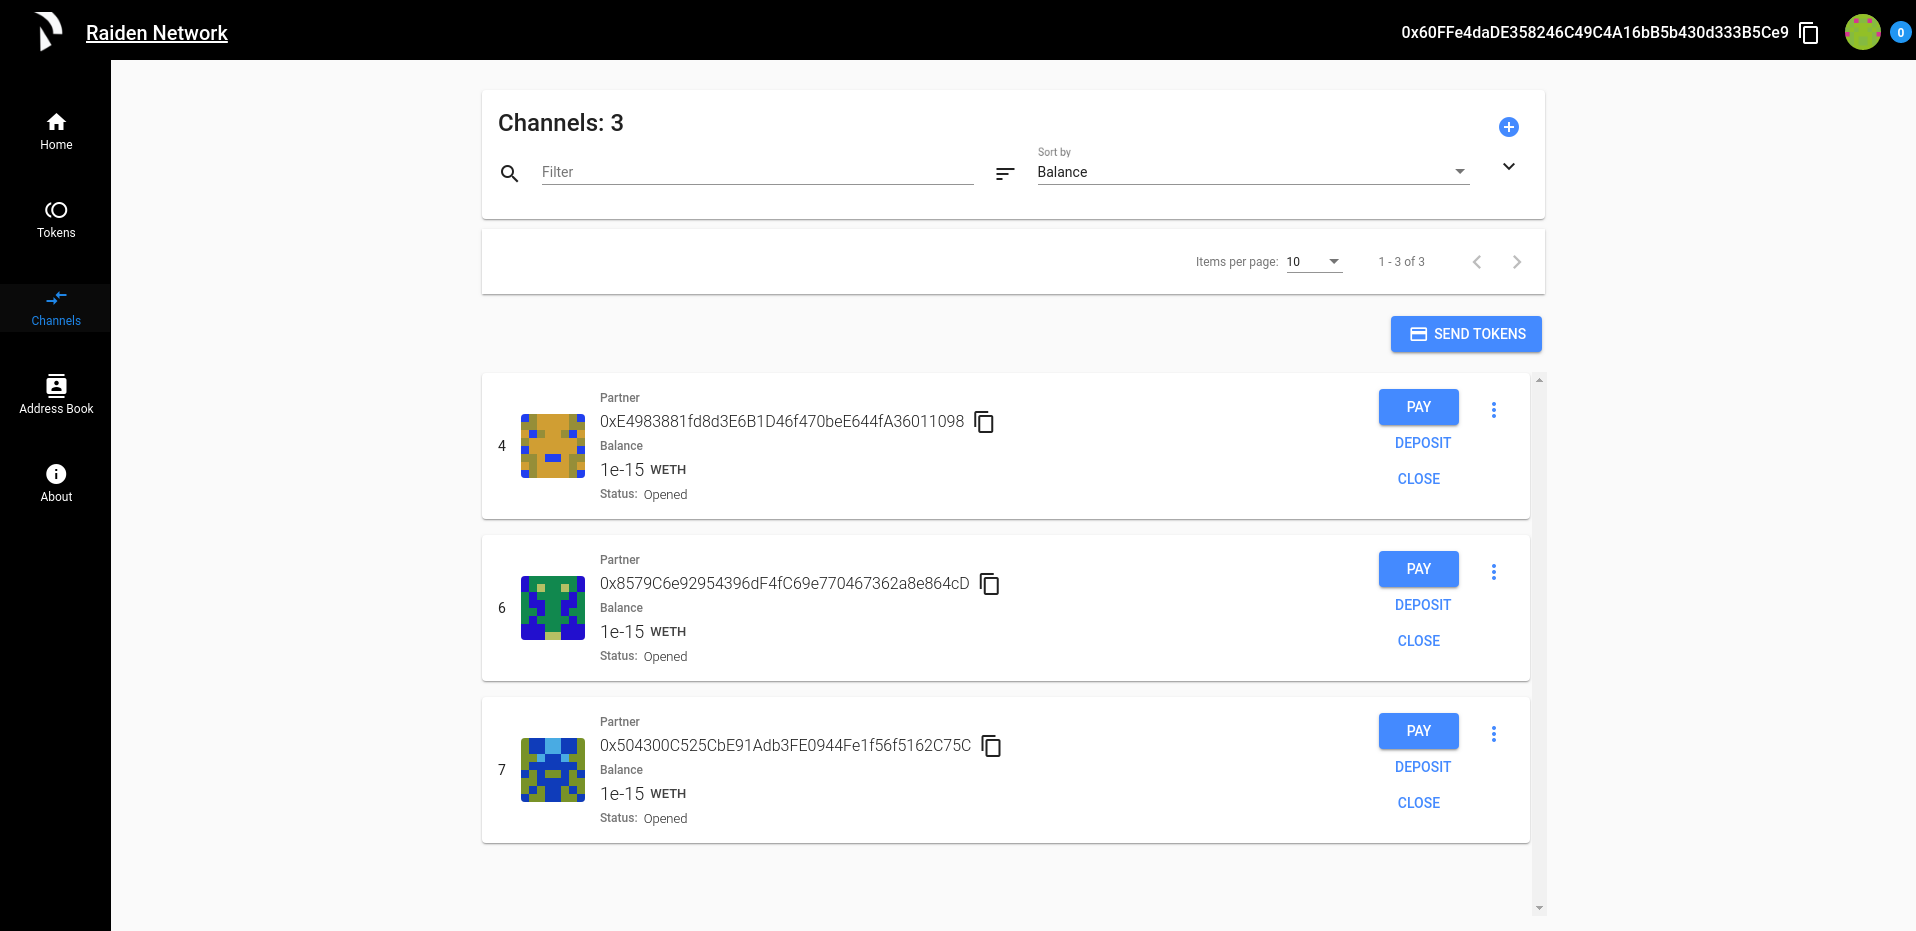 Raiden Network
0x60FFe4daDE358246C49C4A16bB5b430d333B5Ce9
0
Home
Tokens
Channels
Address Book
About
Channels: 3
Filter
Sort by
Balance
Items per page: 10 1 - 3 of 3
SEND TOKENS
4
Partner
0xE4983881fd8d3E6B1D46f470beE644fA36011098
Balance
1e-15 WETH
Status: Opened
PAY
DEPOSIT
CLOSE
6
Partner
0x8579C6e92954396dF4fC69e770467362a8e864cD
Balance
1e-15 WETH
Status: Opened
PAY
DEPOSIT
CLOSE
7
Partner
0x504300C525CbE91Adb3FE0944Fe1f56f5162C75C
Balance
1e-15 WETH
Status: Opened
PAY
DEPOSIT
CLOSE